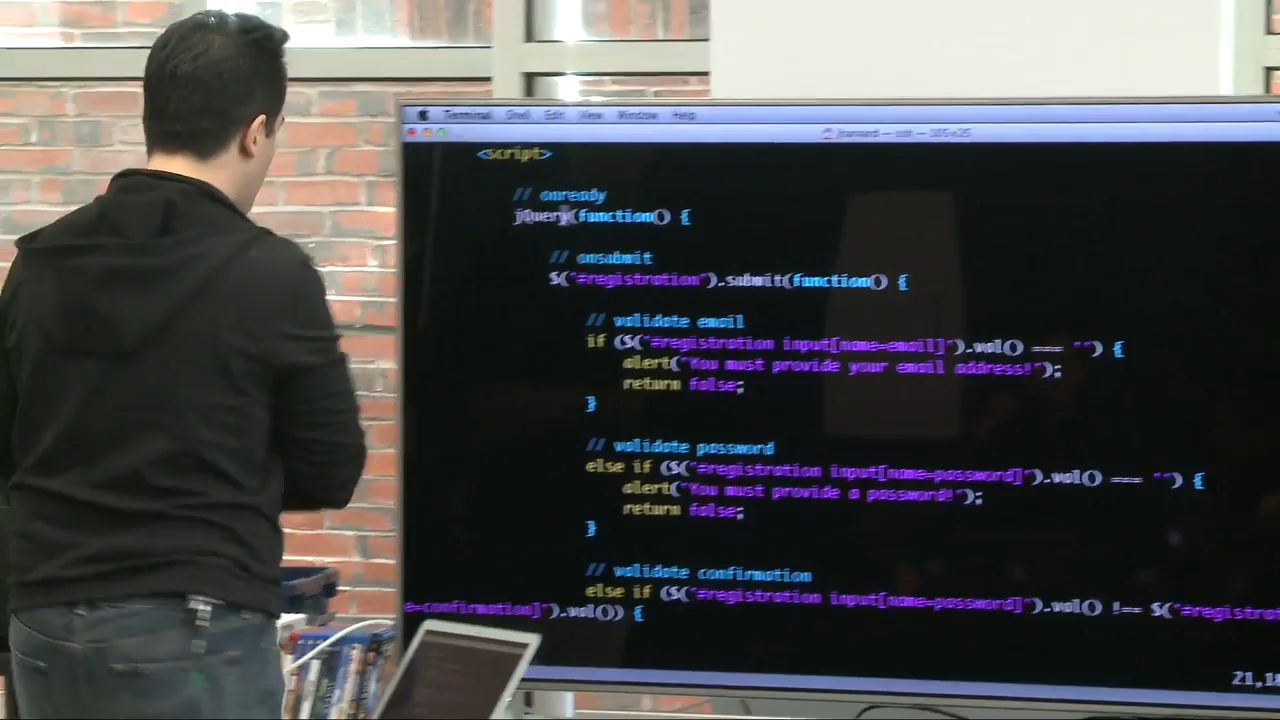 Terminal Shell Edit View Window Help
<script>
// onready
jQuery(function() {
// onsubmit
$("#registration").submit(function() {
// validate email
if ($("#registration input[name=email]").val() === "") {
alert("You must provide your email address!");
return false;
}
// validate password
else if ($("#registration input[name=password]").val() === "") {
alert("You must provide a password!");
return false;
}
// validate confirmation
else if ($("#registration input[name=password]").val() != $("#registrat
e=confirmation]").val()) {